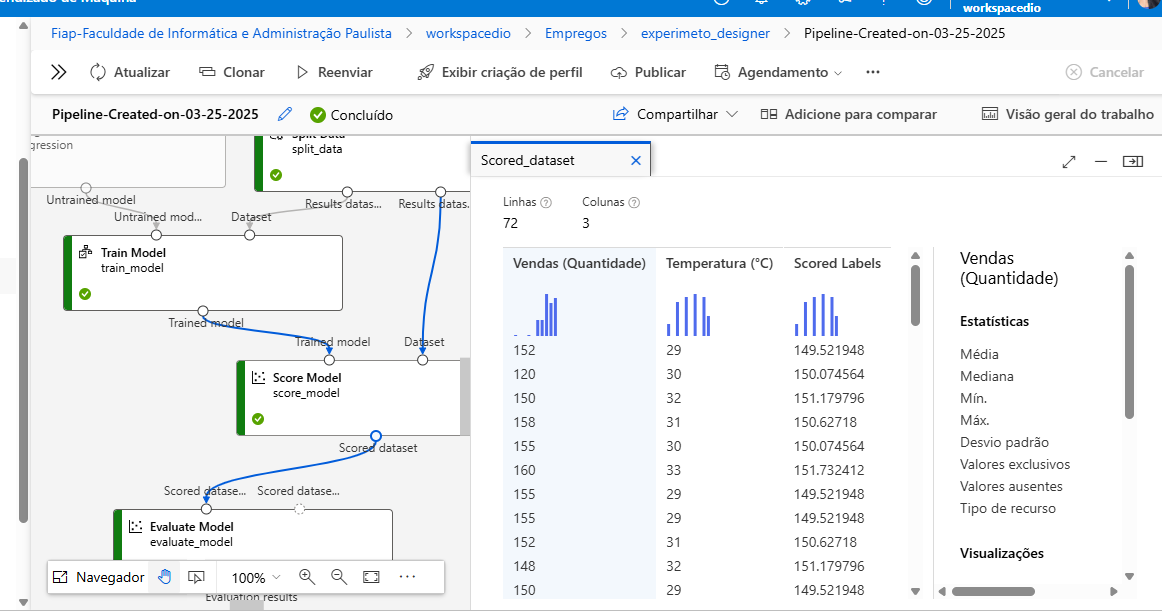 workspacedio
Fiap-Faculdade de Informática e Administração Paulista > workspacedio > Empregos > experimeto_designer > Pipeline-Created-on-03-25-2025
Atualizar Clonar Reenviar Exibir criação de perfil Publicar Agendamento ... Cancelar
Pipeline-Created-on-03-25-2025 Concluído Compartilhar Adicione para comparar Visão geral do trabalho
gression
Split Data
split_data
Untrained model
Results datas... Results datas.
Untrained mod... Dataset
Train Model
train_model
Trained model
Trained model Dataset
Score Model
score_model
Scored dataset
Scored datase... Scored datase...
Evaluate Model
evaluate_model
Navegador 100% ...
Evaluation results
Scored_dataset
Linhas Colunas
72 3
Vendas (Quantidade) Temperatura (°C) Scored Labels
152 29 149.521948
120 30 150.074564
150 32 151.179796
158 31 150.62718
155 30 150.074564
160 33 151.732412
155 29 149.521948
155 29 149.521948
152 31 150.62718
148 32 151.179796
150 29 149.521948
Vendas
(Quantidade)
Estatísticas
Média
Mediana
Mín.
Máx.
Desvio padrão
Valores exclusivos
Valores ausentes
Tipo de recurso
Visualizações